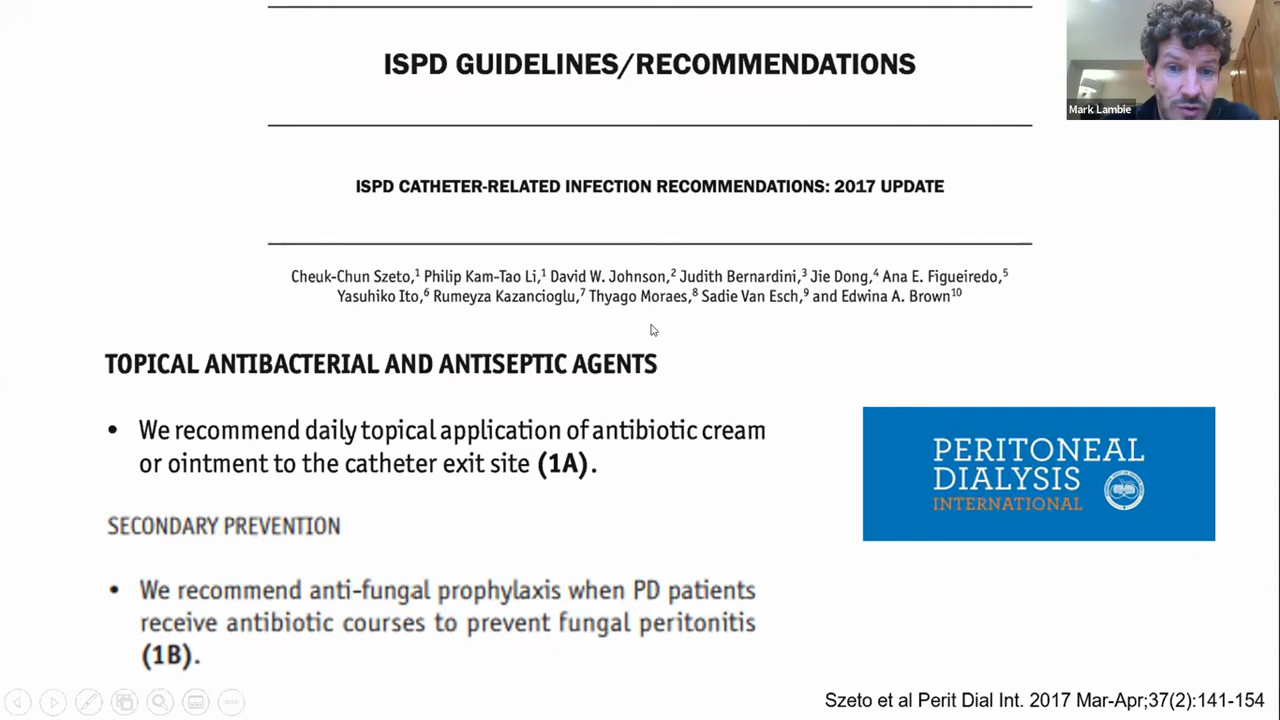 ISPD GUIDELINES/RECOMMENDATIONS
Mark Lambie
ISPD CATHETER-RELATED INFECTION RECOMMENDATIONS: 2017 UPDATE
Cheuk-Chun Szeto,1 Philip Kam-Tao Li,1 David W. Johnson,2 Judith Bernardini,3 Jie Dong,4 Ana E. Figueiredo,5
Yasuhiko Ito,6 Rumeyza Kazancioglu,7 Thyago Moraes,8 Sadie Van Esch,9 and Edwina A. Brown10
TOPICAL ANTIBACTERIAL AND ANTISEPTIC AGENTS
• We recommend daily topical application of antibiotic cream
or ointment to the catheter exit site (1A).
SECONDARY PREVENTION
• We recommend anti-fungal prophylaxis when PD patients
receive antibiotic courses to prevent fungal peritonitis
(1B).
PERITONEAL
DIALYSIS
INTERNATIONAL
Szeto et al Perit Dial Int. 2017 Mar-Apr;37(2):141-154